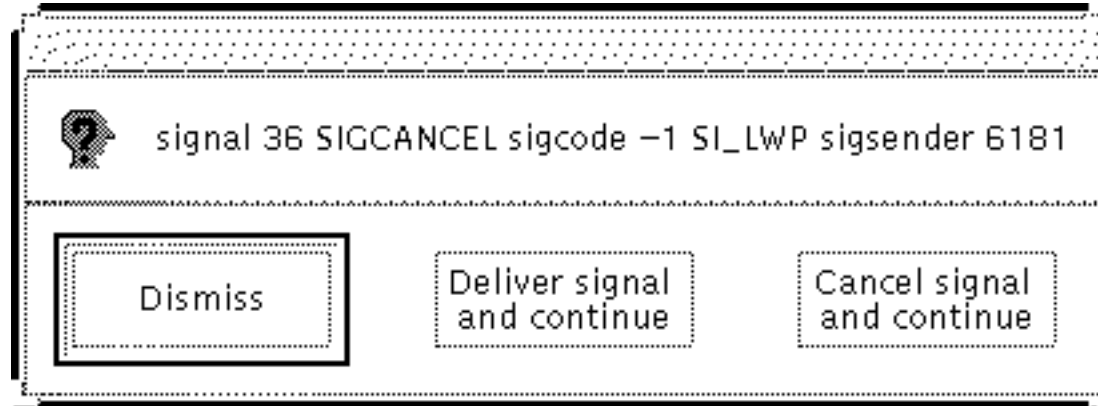 signal 36 SIGCANCEL sigcode −1 SI_LWP sigsender 6181
Dismiss
Deliver signal
and continue
Cancel signal
and continue